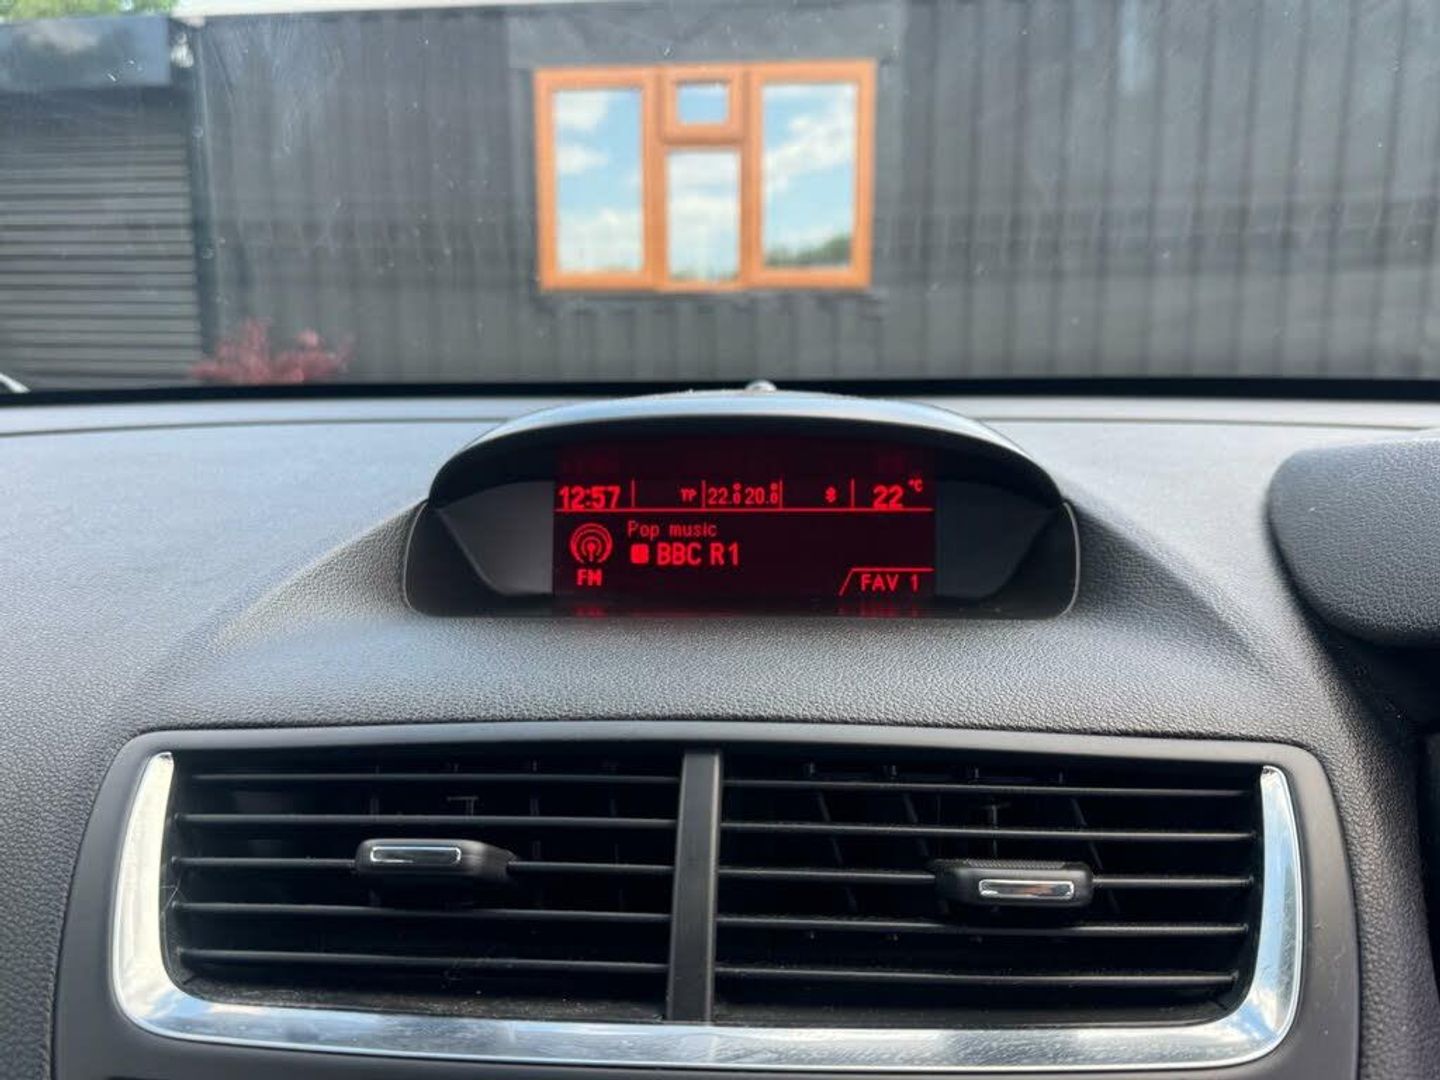 12:57 TP 22.0 20.0 22 °C
Pop music
BBC R1
FM
FAV 1